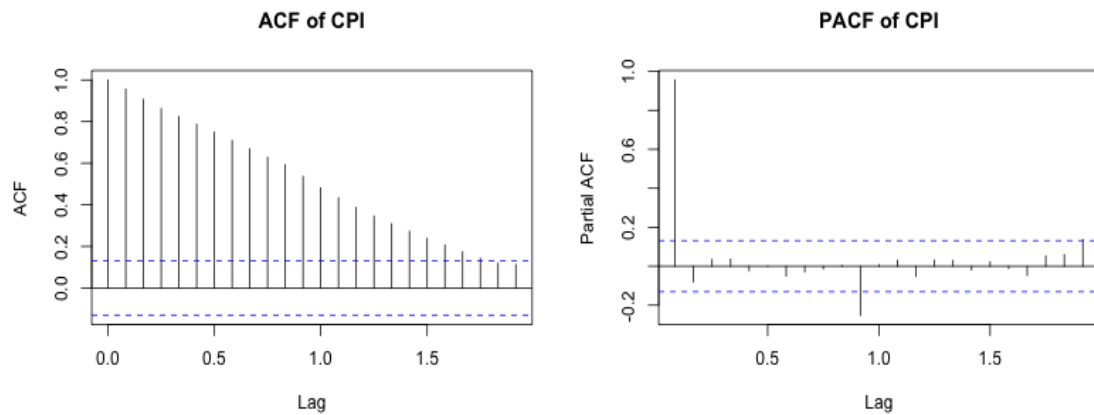 ACF of CPI
ACF
0.0 0.2 0.4 0.6 0.8 1.0
0.0 0.5 1.0 1.5
Lag
PACF of CPI
Partial ACF
-0.2 0.2 0.6 1.0
0.5 1.0 1.5
Lag